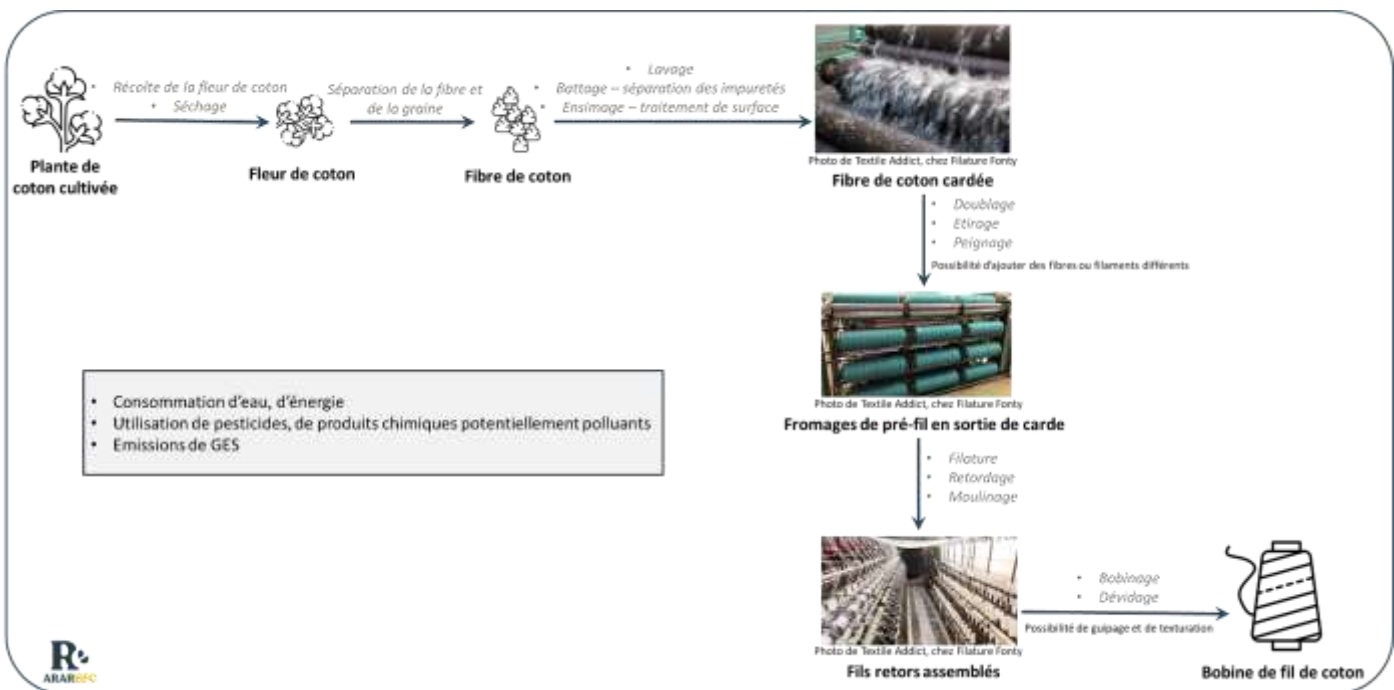 • Récolte de la fleur de coton
• Séchage
Plante de
coton cultivée
Fleur de coton
Séparation de la fibre et
de la graine
Fibre de coton
• Lavage
• Battage – séparation des impuretés
• Ensimage – traitement de surface
Photo de Textile Addict, chez Filature Fonty
Fibre de coton cardée
• Doublage
• Etirage
• Peignage
Possibilité d'ajouter des fibres ou filaments différents
Photo de Textile Addict, chez Filature Fonty
Fromages de pré-fil en sortie de carde
• Consommation d'eau, d'énergie
• Utilisation de pesticides, de produits chimiques potentiellement polluants
• Emissions de GES
• Filature
• Retordage
• Moulinage
Photo de Textile Addict, chez Filature Fonty
Fils retors assemblés
• Bobinage
• Dévidage
Possibilité de guipage et de texturation
Bobine de fil de coton